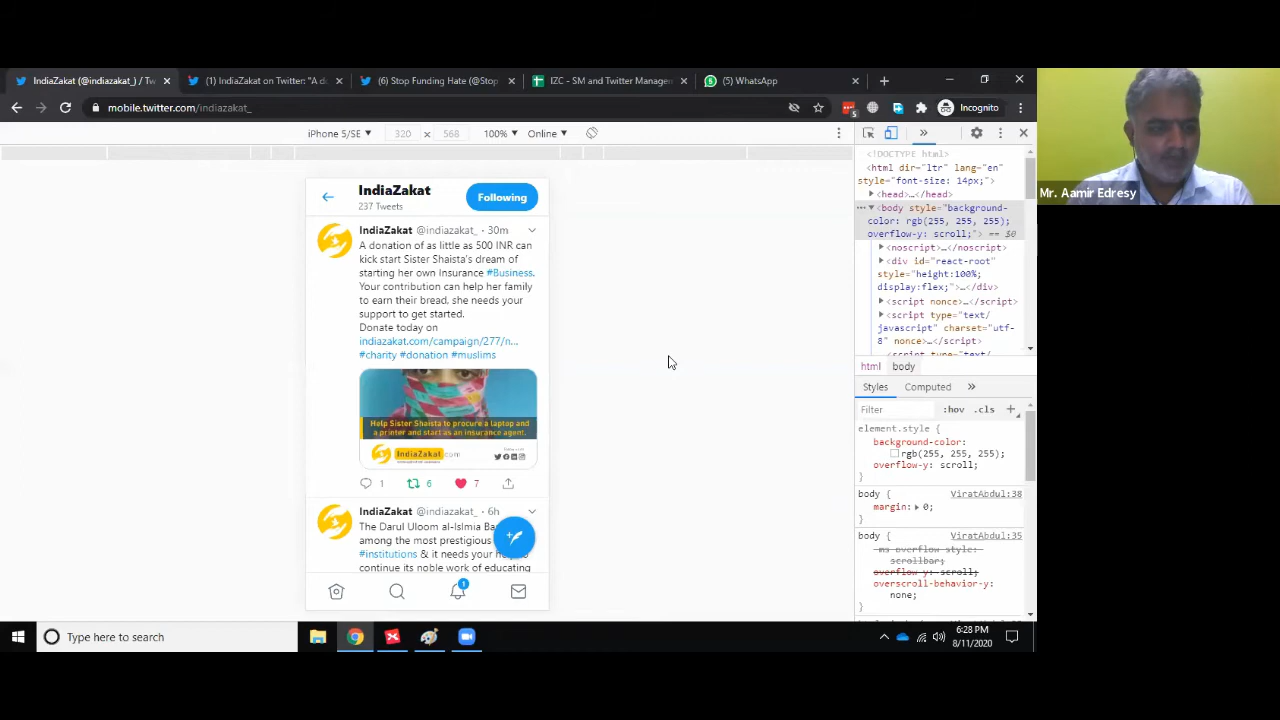 IndiaZakat (@indiazakat_) / Tw
(1) IndiaZakat on Twitter: "A do
(6) Stop Funding Hate (@Stop
IZC - SM and Twitter Managem
(5) WhatsApp
mobile.twitter.com/indiazakat_
5
Incognito
iPhone 5/SE
320 × 568
100%
Online
IndiaZakat
237 Tweets
Following
IndiaZakat @indiazakat_ · 30m
A donation of as little as 500 INR can
kick start Sister Shaista's dream of
starting her own Insurance #Business.
Your contribution can help her family
to earn their bread, she needs your
support to get started.
Donate today on
indiazakat.com/campaign/277/n...
#charity #donation #muslims
Help Sister Shaista to procure a laptop and
a printer and start as an insurance agent.
IndiaZakat.com
1
6
7
IndiaZakat @indiazakat_ · 6h
The Darul Uloom al-Islmia Ba
among the most prestigious
#institutions & it needs your h
continue its noble work of educating
1
<!DOCTYPE html>
<html dir="ltr" lang="en"
style="font-size: 14px;">
<head>…</head>
<body style="background-
color: rgb(255, 255, 255);
overflow-y: scroll;"> == $0
<noscript>…</noscript>
<div id="react-root"
style="height:100%;
display:flex;">…</div>
<script nonce>…</script>
<script type="text/
javascript" charset="utf-
8" nonce>…</script>
<script type="text/
html
body
Styles
Computed
Filter
:hov
.cls
element.style {
background-color:
rgb(255, 255, 255);
overflow-y: scroll;
}
body {
ViratAbdul:38
margin: 0;
}
body {
ViratAbdul:35
-ms-overflow-style:
scrollbar;
overflow-y: scroll;
overscroll-behavior-y:
none;
}
Mr. Aamir Edresy
Type here to search
6:28 PM
8/11/2020